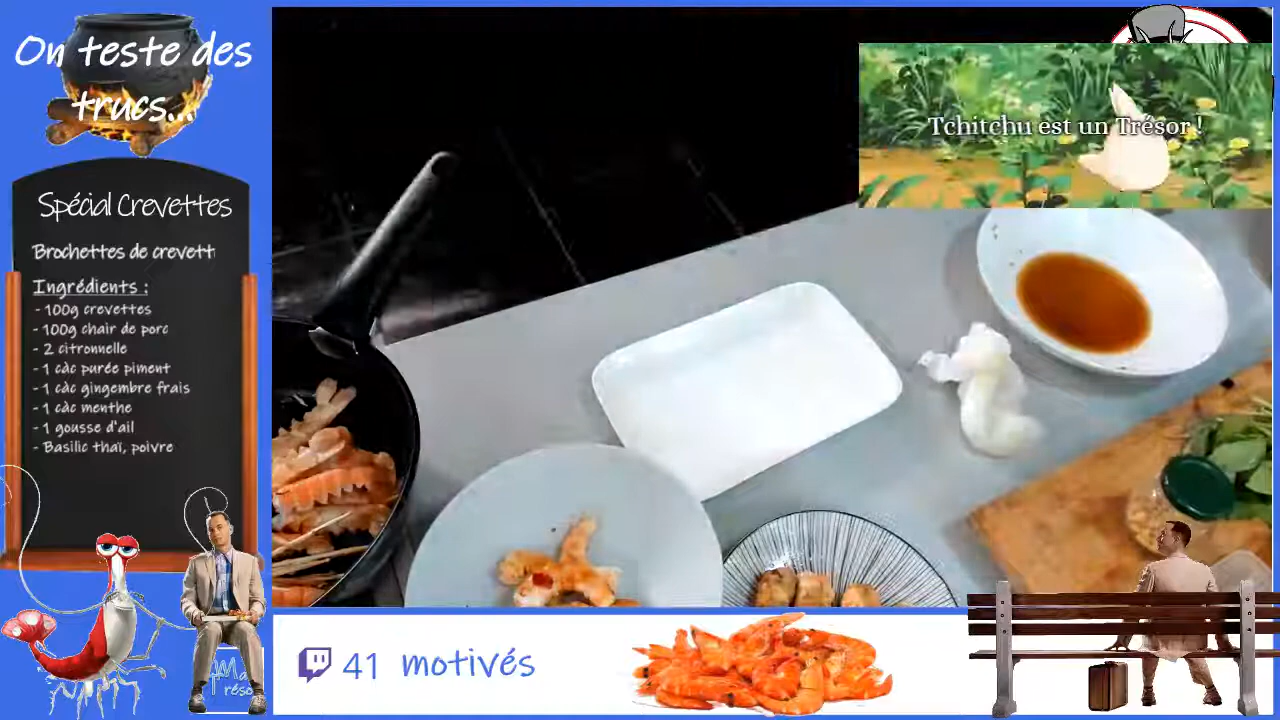 On teste des
trucs...
Spécial Crevettes
Brochettes de crevett
Ingrédients :
- 100g crevettes
- 100g chair de porc
- 2 citronnelle
- 1 càc purée piment
- 1 càc gingembre frais
- 1 càc menthe
- 1 gousse d'ail
- Basilic thaï, poivre
Tchitchu est un Trésor !
41 motivés